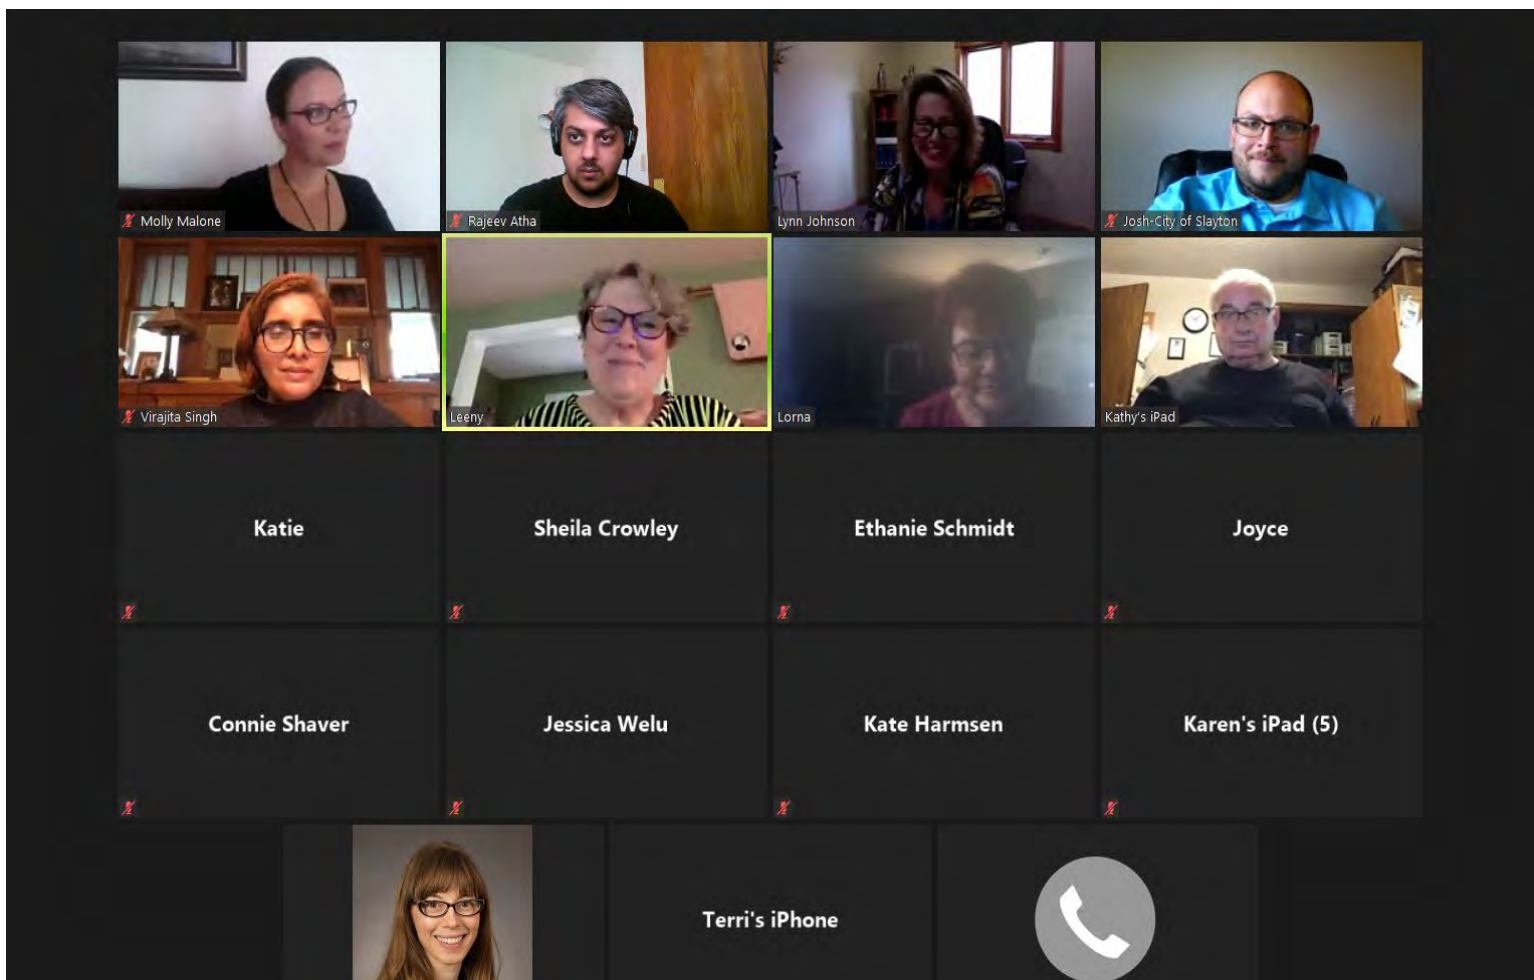 Molly Malone
Rajeev Atha
Lynn Johnson
Josh-City of Slayton
Virajita Singh
Leeny
Lorna
Kathy's iPad
Katie
Sheila Crowley
Ethanie Schmidt
Joyce
Connie Shaver
Jessica Welu
Kate Harmsen
Karen's iPad (5)
Terri's iPhone